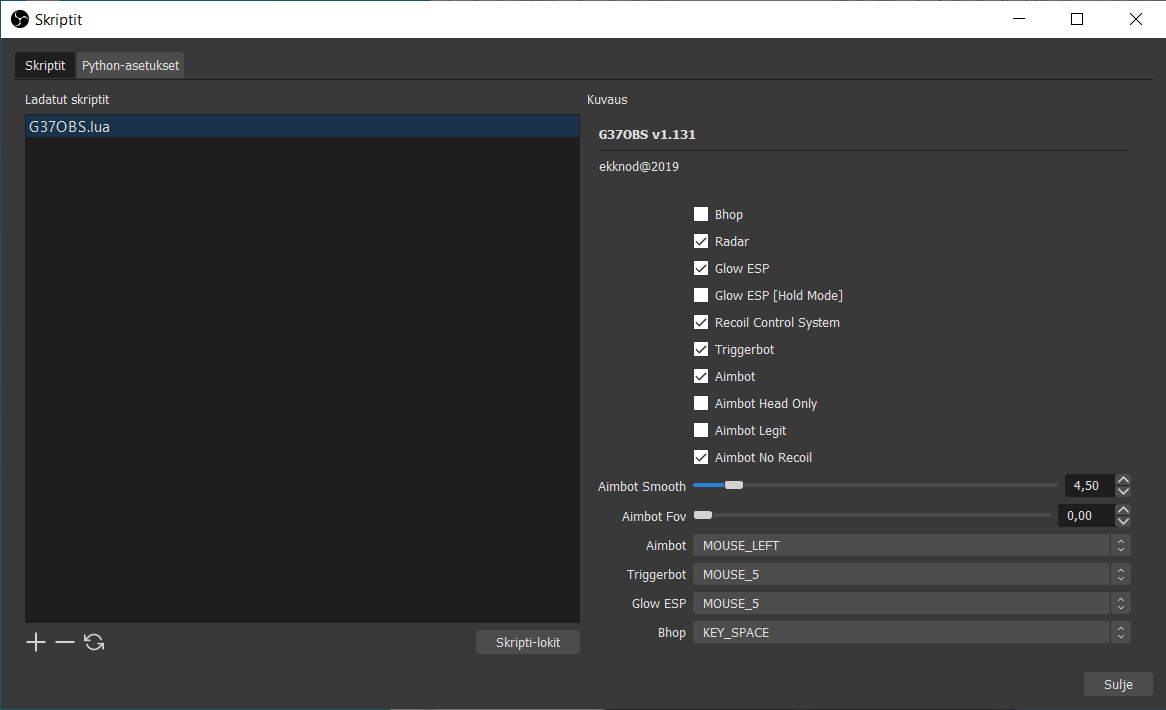 Skriptit
Skriptit
Python-asetukset
Ladatut skriptit
G37OBS.lua
Kuvaus
G37OBS v1.131
ekknod@2019
Bhop
Radar
Glow ESP
Glow ESP [Hold Mode]
Recoil Control System
Triggerbot
Aimbot
Aimbot Head Only
Aimbot Legit
Aimbot No Recoil
Aimbot Smooth 4,50
Aimbot Fov 0,00
Aimbot MOUSE_LEFT
Triggerbot MOUSE_5
Glow ESP MOUSE_5
Bhop KEY_SPACE
Skripti-lokit
Sulje